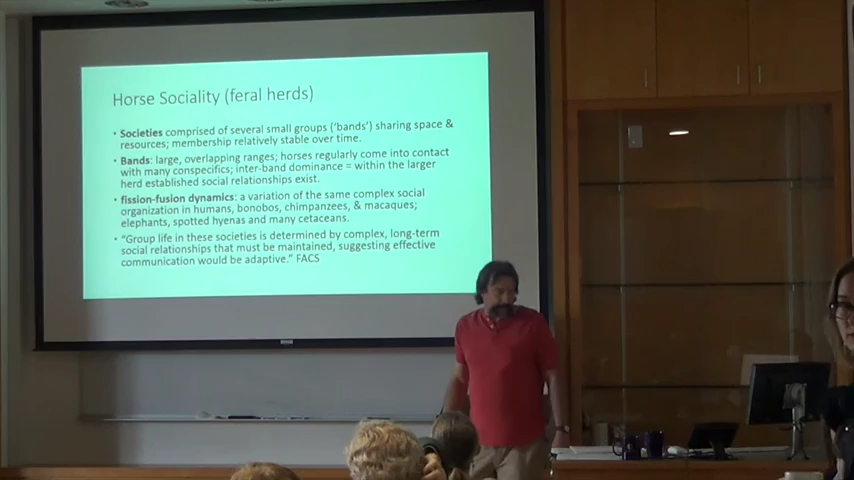 Horse Sociality (feral herds)
• Societies comprised of several small groups ('bands') sharing space &
resources; membership relatively stable over time.
• Bands: large, overlapping ranges; horses regularly come into contact
with many conspecifics; inter-band dominance = within the larger
herd established social relationships exist.
• fission-fusion dynamics: a variation of the same complex social
organization in humans, bonobos, chimpanzees, & macaques;
elephants, spotted hyenas and many cetaceans.
• "Group life in these societies is determined by complex, long-term
social relationships that must be maintained, suggesting effective
communication would be adaptive." FACS